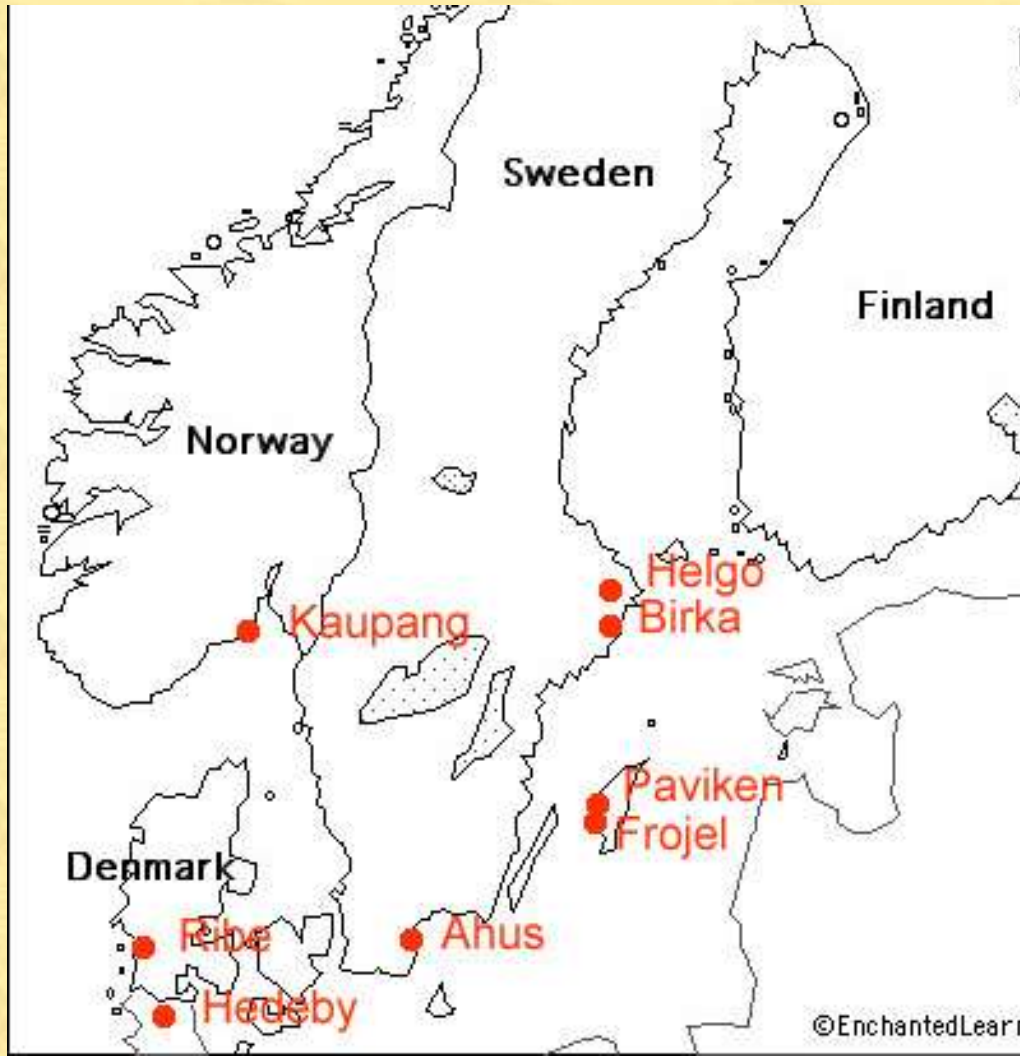 Sweden
Finland
Norway
Helgo
Birka
Kaupang
Paviken
Frojel
Denmark
Ribe
Ahus
Hedeby
©EnchantedLearn